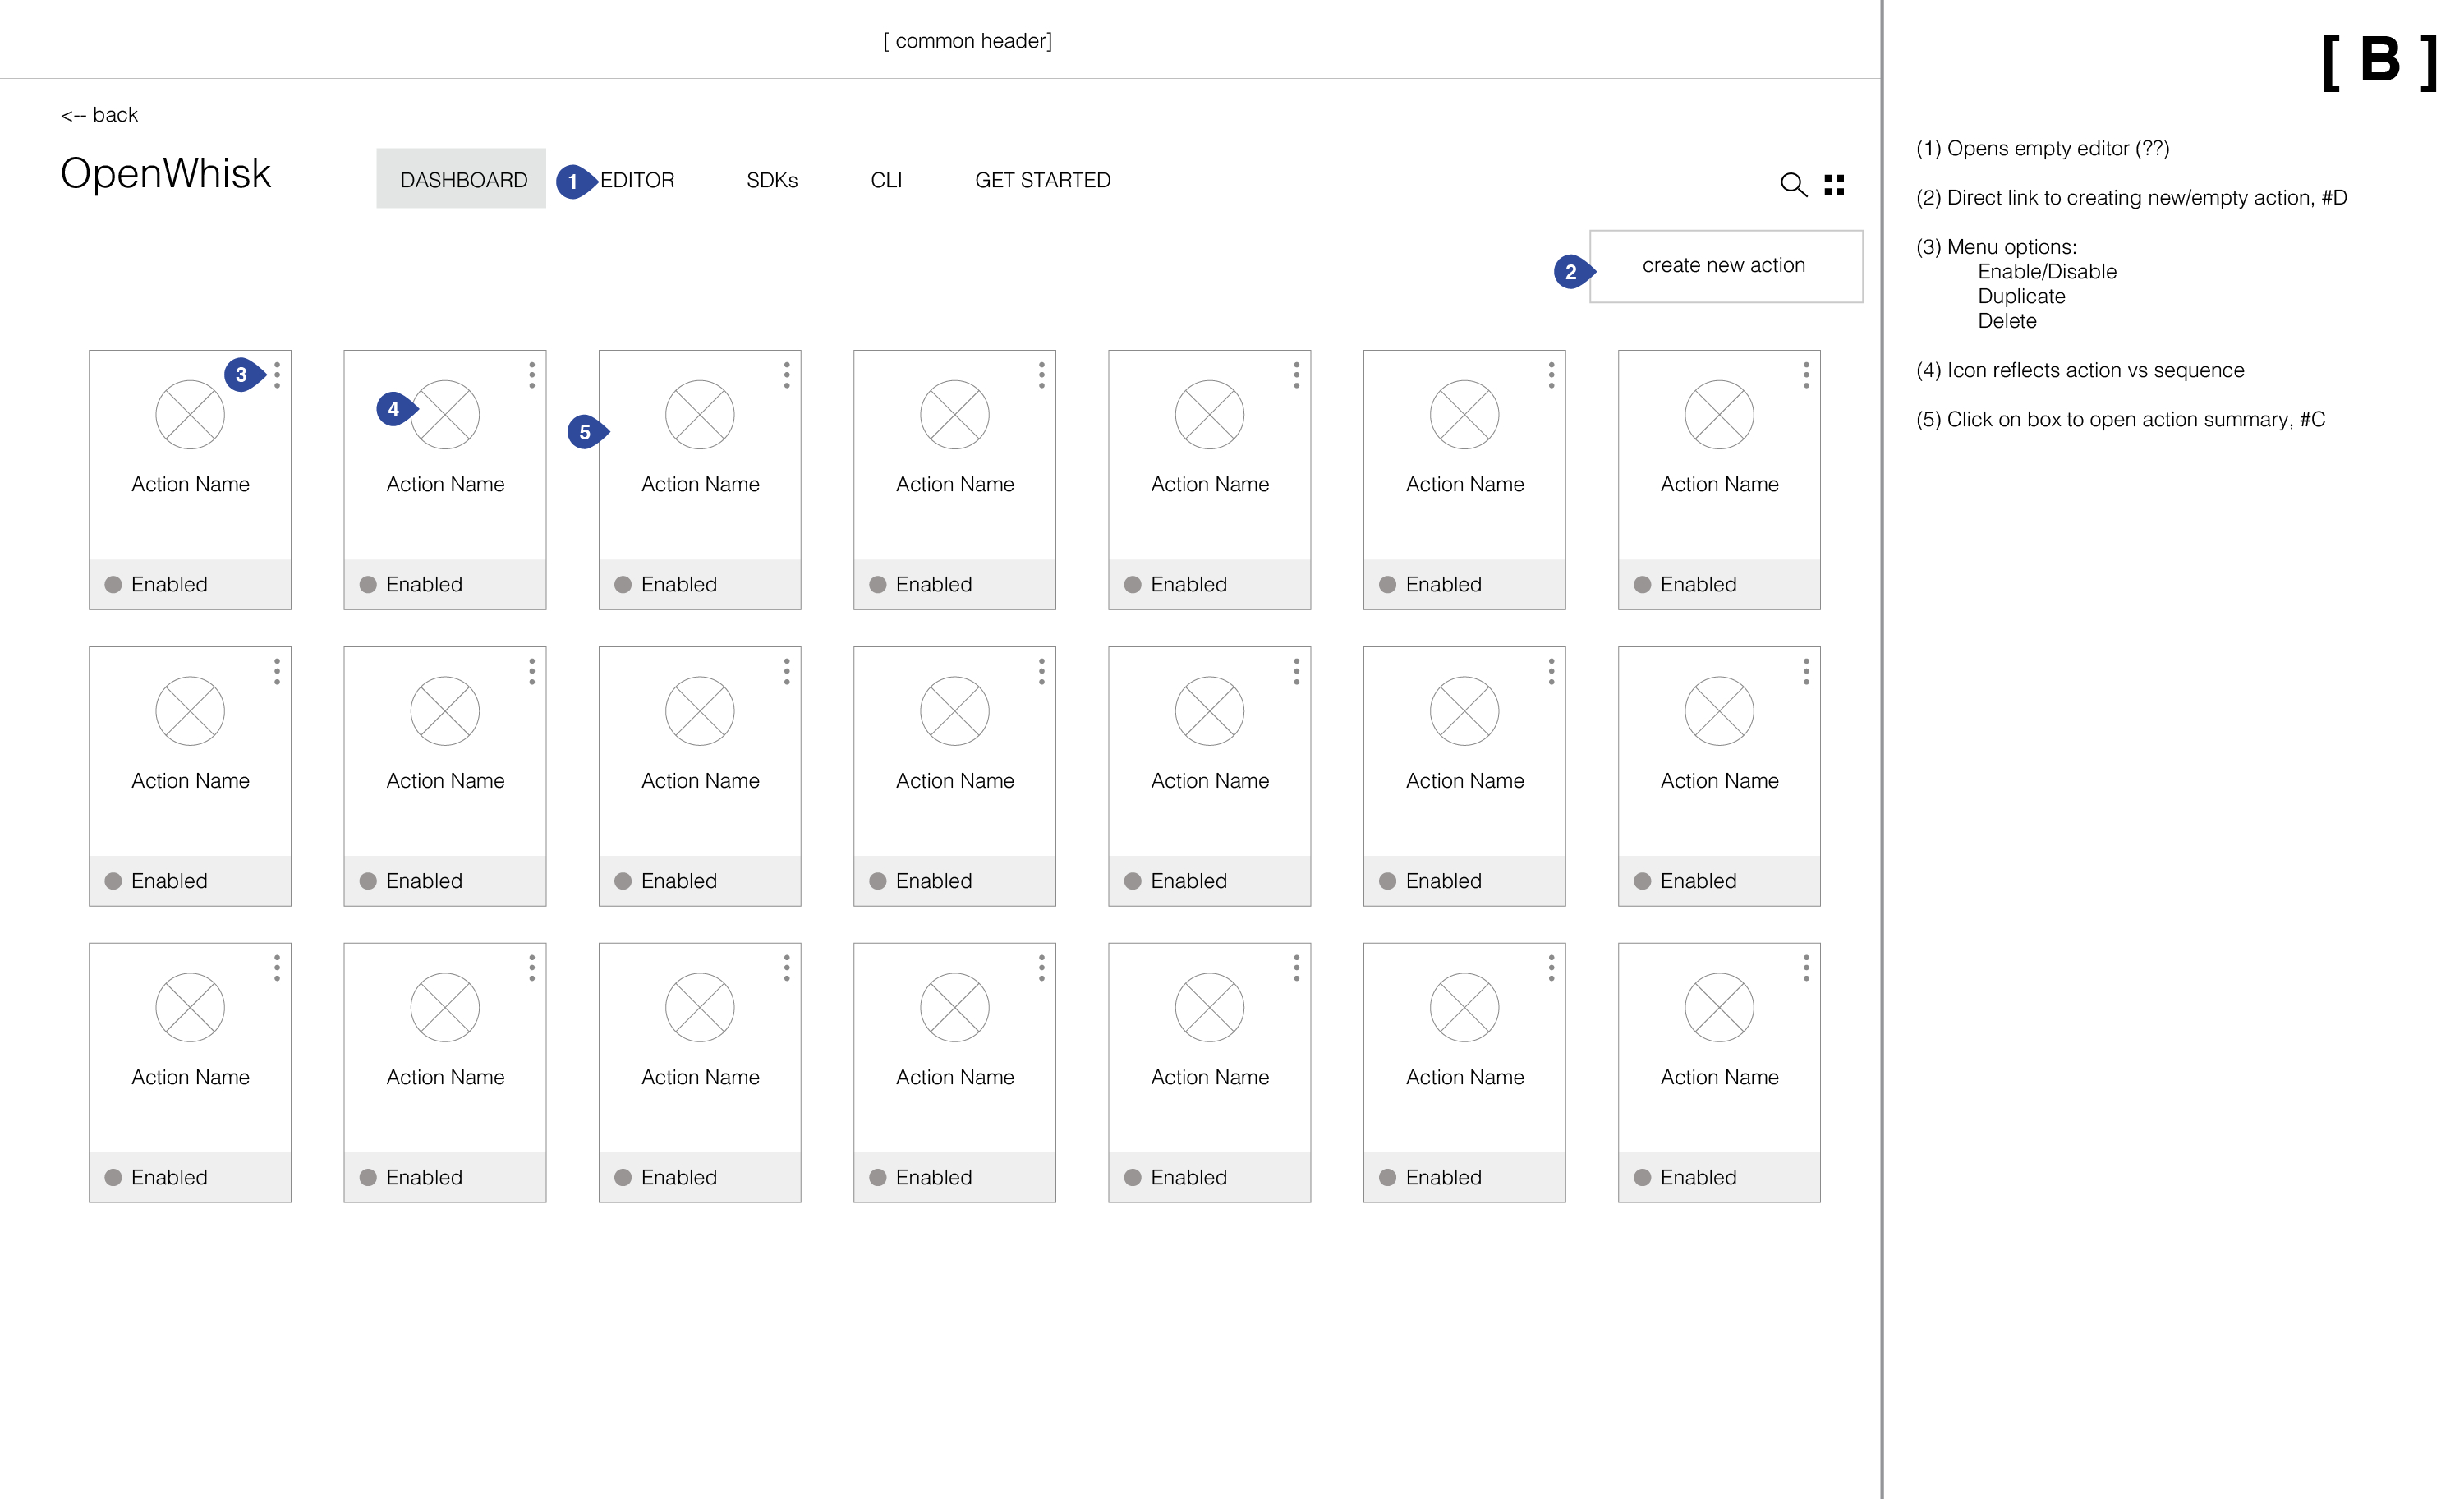 [ common header]
[ B ]
<-- back
OpenWhisk
DASHBOARD
1
EDITOR
SDKs
CLI
GET STARTED
2
create new action
3
4
5
Action Name
Action Name
Action Name
Action Name
Action Name
Action Name
Action Name
Enabled
Enabled
Enabled
Enabled
Enabled
Enabled
Enabled
Action Name
Action Name
Action Name
Action Name
Action Name
Action Name
Action Name
Enabled
Enabled
Enabled
Enabled
Enabled
Enabled
Enabled
Action Name
Action Name
Action Name
Action Name
Action Name
Action Name
Action Name
Enabled
Enabled
Enabled
Enabled
Enabled
Enabled
Enabled
(1) Opens empty editor (??)
(2) Direct link to creating new/empty action, #D
(3) Menu options:
Enable/Disable
Duplicate
Delete
(4) Icon reflects action vs sequence
(5) Click on box to open action summary, #C